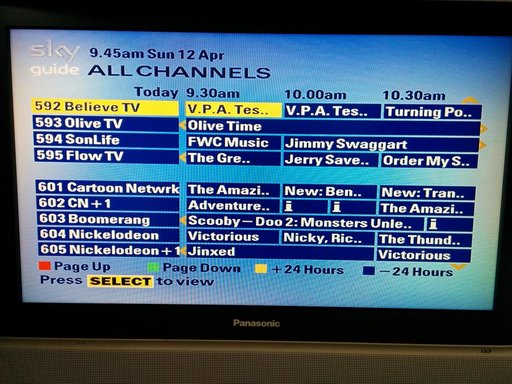 sky 9.45am Sun 12 Apr
guide ALL CHANNELS
Today 9.30am 10.00am 10.30am
592 Believe TV V.P.A. Tes.. V.P.A. Tes.. Turning Po..
593 Olive TV Olive Time
594 SonLife FWC Music Jimmy Swaggart
595 Flow TV The Gre.. Jerry Save.. Order My S..
601 Cartoon Netwrk The Amazi.. New: Ben.. New: Tran..
602 CN+1 Adventure.. i i The Amazi..
603 Boomerang Scooby-Doo 2: Monsters Unle.. i
604 Nickelodeon Victorious Nicky, Ric.. The Thund..
605 Nickelodeon +1 Jinxed Victorious
Page Up Page Down +24 Hours -24 Hours
Press SELECT to view
Panasonic